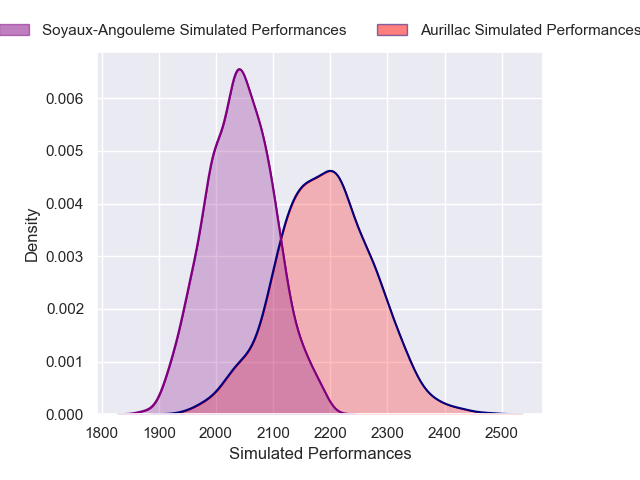 Soyaux-Angouleme Simulated Performances
Aurillac Simulated Performances
0.006
0.005
0.004
0.003
0.002
0.001
0.000
Density
1800 1900 2000 2100 2200 2300 2400 2500
Simulated Performances